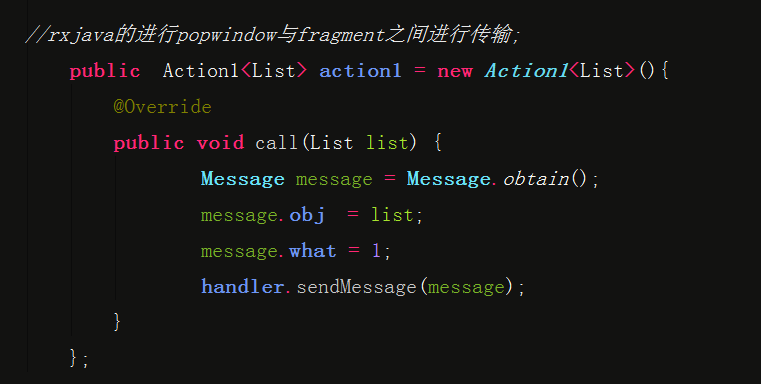 //rxjava的进行popwindow与fragment之间进行传输;
public  Action1<List> action1 = new Action1<List>(){
@Override
public void call(List list) {
Message message = Message.obtain();
message.obj  = list;
message.what = 1;
handler.sendMessage(message);
}
};